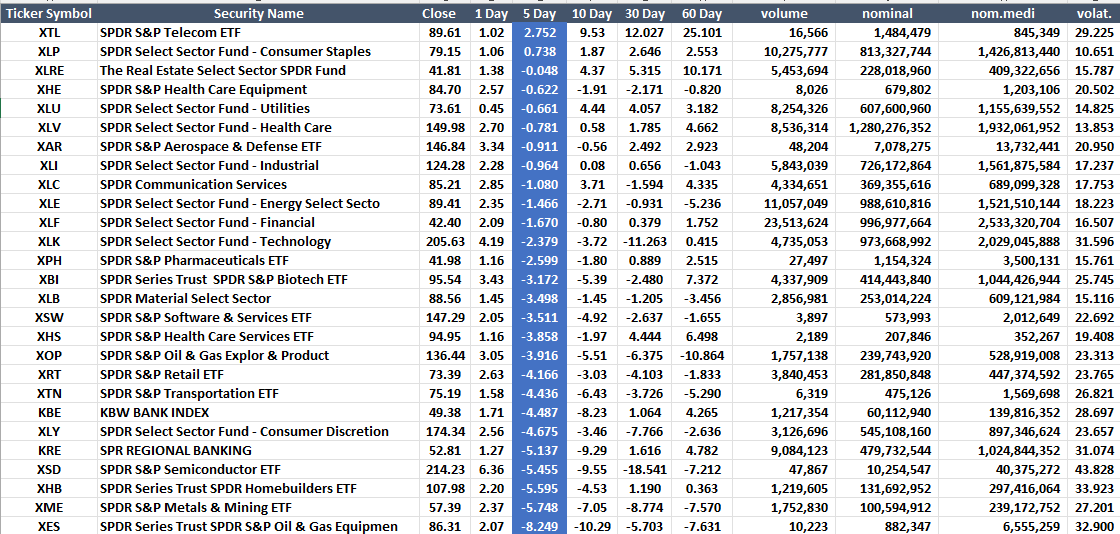 Ticker Symbol Security Name Close 1 Day 5 Day 10 Day 30 Day 60 Day volume nominal nom.medi volat.
XTL SPDR S&P Telecom ETF 89.61 1.02 2.752 9.53 12.027 25.101 16,566 1,484,479 845,349 29.225
XLP SPDR Select Sector Fund - Consumer Staples 79.15 1.06 0.738 1.87 2.646 2.553 10,275,777 813,327,744 1,426,813,440 10.651
XLRE The Real Estate Select Sector SPDR Fund 41.81 1.38 -0.048 4.37 5.315 10.171 5,453,694 228,018,960 409,322,656 15.787
XHE SPDR S&P Health Care Equipment 84.70 2.57 -0.622 -1.91 -2.171 -0.820 8,026 679,802 1,203,106 20.502
XLU SPDR Select Sector Fund - Utilities 73.61 0.45 -0.661 4.44 4.057 3.182 8,254,326 607,600,960 1,155,639,552 14.825
XLV SPDR Select Sector Fund - Health Care 149.98 2.70 -0.781 0.58 1.785 4.662 8,536,314 1,280,276,352 1,932,061,952 13.853
XAR SPDR S&P Aerospace & Defense ETF 146.84 3.34 -0.911 -0.56 2.492 2.923 48,204 7,078,275 13,732,441 20.950
XLI SPDR Select Sector Fund - Industrial 124.28 2.28 -0.964 0.08 0.656 -1.043 5,843,039 726,172,864 1,561,875,584 17.237
XLC SPDR Communication Services 85.21 2.85 -1.080 3.71 -1.594 4.335 4,334,651 369,355,616 689,099,328 17.753
XLE SPDR Select Sector Fund - Energy Select Secto 89.41 2.35 -1.466 -2.71 -0.931 -5.236 11,057,049 988,610,816 1,521,510,144 18.223
XLF SPDR Select Sector Fund - Financial 42.40 2.09 -1.670 -0.80 0.379 1.752 23,513,624 996,977,664 2,533,320,704 16.507
XLK SPDR Select Sector Fund - Technology 205.63 4.19 -2.379 -3.72 -11.263 0.415 4,735,053 973,668,992 2,029,045,888 31.596
XPH SPDR S&P Pharmaceuticals ETF 41.98 1.16 -2.599 -1.80 0.889 2.515 27,497 1,154,324 3,500,131 15.761
XBI SPDR Series Trust SPDR S&P Biotech ETF 95.54 3.43 -3.172 -5.39 -2.480 7.372 4,337,909 414,443,840 1,044,426,944 25.745
XLB SPDR Material Select Sector 88.56 1.45 -3.498 -1.45 -1.205 -3.456 2,856,981 253,014,224 609,121,984 15.116
XSW SPDR S&P Software & Services ETF 147.29 2.05 -3.511 -4.92 -2.637 -1.655 3,897 573,993 2,012,649 22.692
XHS SPDR S&P Health Care Services ETF 94.95 1.16 -3.858 -1.97 4.444 6.498 2,189 207,846 352,267 19.408
XOP SPDR S&P Oil & Gas Explor & Product 136.44 3.05 -3.916 -5.51 -6.375 -10.864 1,757,138 239,743,920 528,919,008 23.313
XRT SPDR S&P Retail ETF 73.39 2.63 -4.166 -3.03 -4.103 -1.833 3,840,453 281,850,848 447,374,592 23.765
XTN SPDR S&P Transportation ETF 75.19 1.58 -4.436 -6.43 -3.726 -5.290 6,319 475,126 1,569,698 26.821
KBE KBW BANK INDEX 49.38 1.71 -4.487 -8.23 1.064 4.265 1,217,354 60,112,940 139,816,352 28.697
XLY SPDR Select Sector Fund - Consumer Discretion 174.34 2.56 -4.675 -3.46 -7.766 -2.636 3,126,696 545,108,160 897,346,624 23.657
KRE SPR REGIONAL BANKING 52.81 1.27 -5.137 -9.29 1.616 4.782 9,084,123 479,732,544 1,024,844,352 31.074
XSD SPDR S&P Semiconductor ETF 214.23 6.36 -5.455 -9.55 -18.541 -7.212 47,867 10,254,547 40,375,272 43.828
XHB SPDR Series Trust SPDR Homebuilders ETF 107.98 2.20 -5.595 -4.53 1.190 0.363 1,219,605 131,692,952 297,416,064 33.923
XME SPDR S&P Metals & Mining ETF 57.39 2.37 -5.748 -7.05 -8.774 -7.570 1,752,830 100,594,912 239,172,752 27.201
XES SPDR Series Trust SPDR S&P Oil & Gas Equipmen 86.31 2.07 -8.249 -10.29 -5.703 -7.631 10,223 882,347 6,555,259 32.900